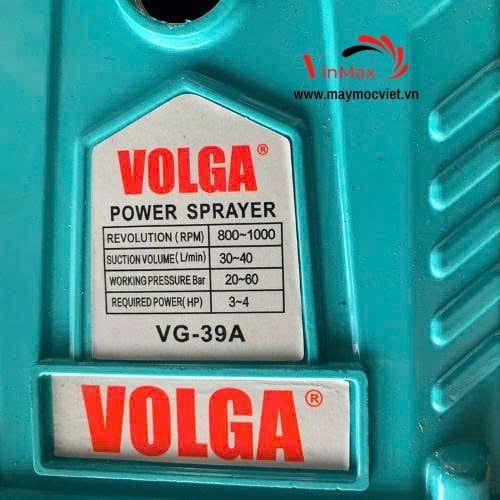 VinMax
www.maymocviet.vn
VOLGA®
POWER SPRAYER
REVOLUTION (RPM) 800~1000
SUCTION VOLUME (L/min) 30~40
WORKING PRESSURE Bar 20~60
REQUIRED POWER(HP) 3~4
VG-39A
VOLGA®